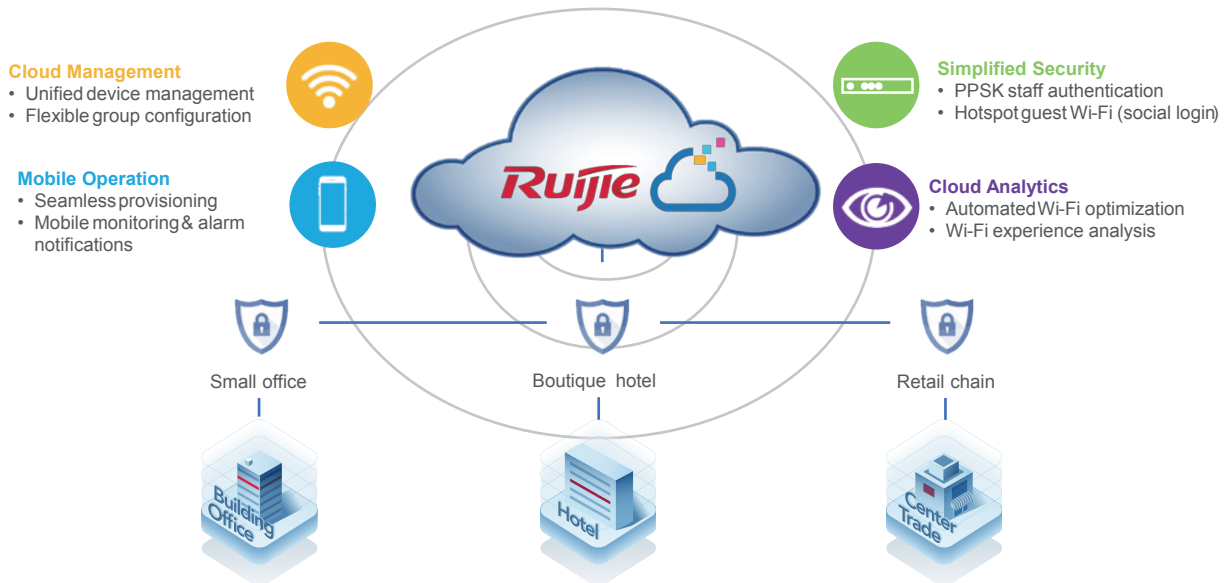 Cloud Management
• Unified device management
• Flexible group configuration
Mobile Operation
• Seamless provisioning
• Mobile monitoring & alarm
notifications
RUIJIE
Simplified Security
• PPSK staff authentication
• Hotspot guest Wi-Fi (social login)
Cloud Analytics
• Automated Wi-Fi optimization
• Wi-Fi experience analysis
Small office
Boutique hotel
Retail chain
Building
Office
Hotel
Center
Trade